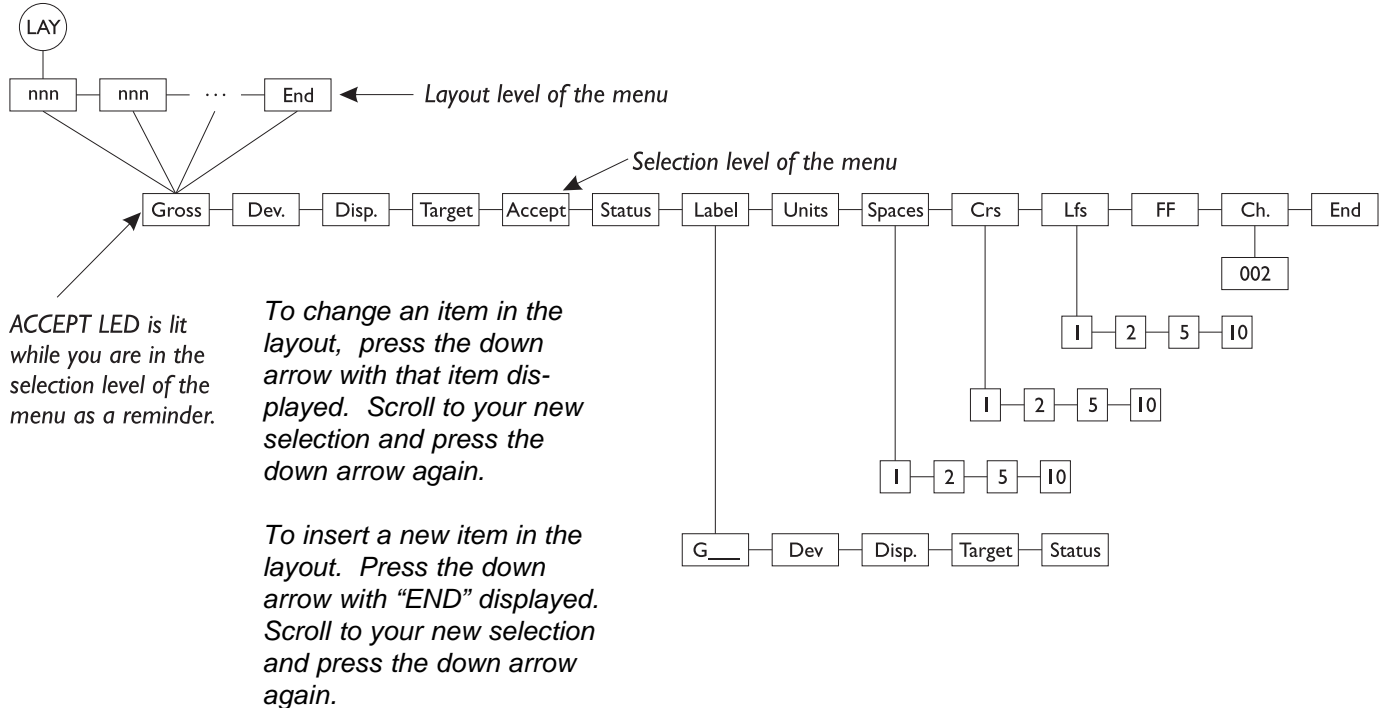 LAY
nnn nnn ... End Layout level of the menu
Selection level of the menu
Gross Dev. Disp. Target Accept Status Label Units Spaces Crs Lfs FF Ch. End
002
ACCEPT LED is lit
while you are in the
selection level of the
menu as a reminder.
To change an item in the
layout, press the down
arrow with that item dis-
played. Scroll to your new
selection and press the
down arrow again.
To insert a new item in the
layout. Press the down
arrow with “END” displayed.
Scroll to your new selection
and press the down arrow
again.
1 2 5 10
1 2 5 10
1 2 5 10
G___ Dev Disp. Target Status